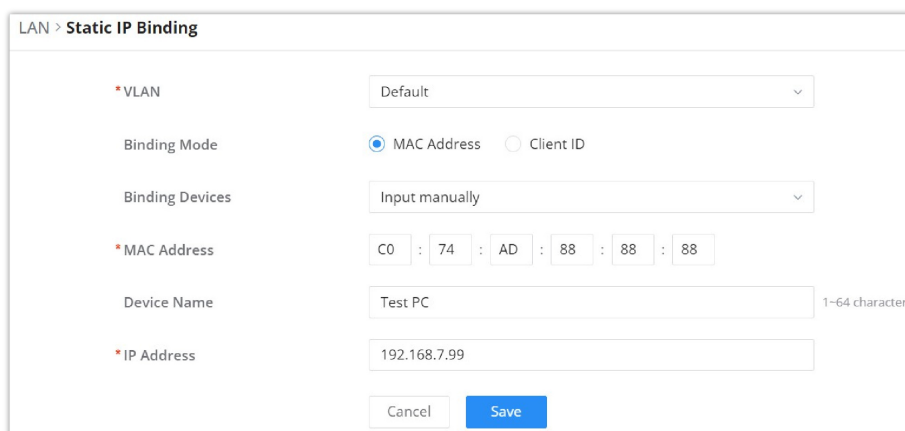 LAN > Static IP Binding
* VLAN Default
Binding Mode MAC Address Client ID
Binding Devices Input manually
* MAC Address C0 : 74 : AD : 88 : 88 : 88
Device Name Test PC 1~64 character
* IP Address 192.168.7.99
Cancel Save